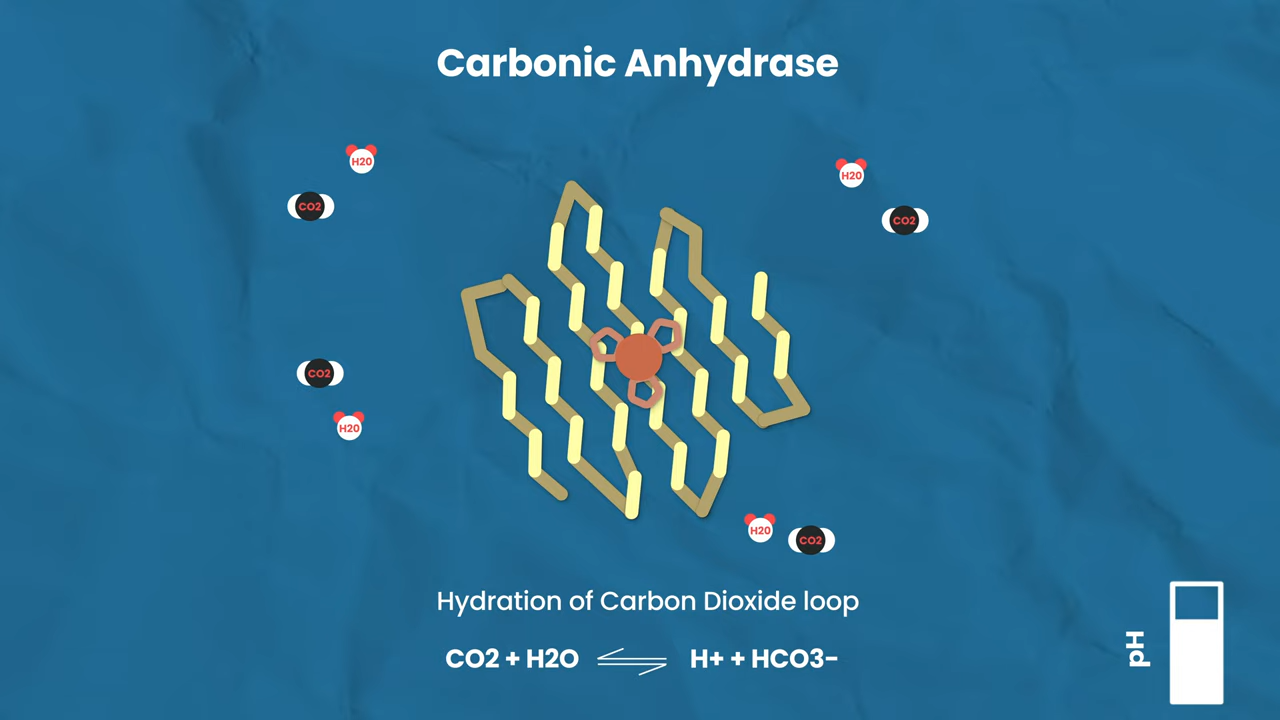 Carbonic Anhydrase
H20
H20
CO2
CO2
CO2
H20
H20
CO2
Hydration of Carbon Dioxide loop
CO2 + H2O H+ + HCO3−
pH